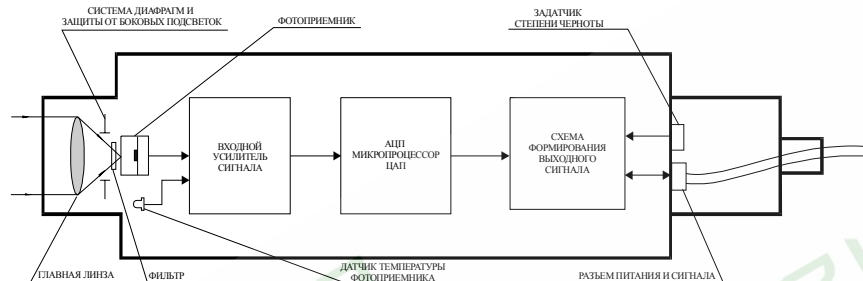 СИСТЕМА ДИАФРАГМ И
ЗАЩИТЫ ОТ БОКОВЫХ ПОДСВЕТОК
ФОТОПРИЕМНИК
ЗАДАТЧИК
СТЕПЕНИ ЧЕРНОТЫ
ВХОДНОЙ
УСИЛИТЕЛЬ
СИГНАЛА
АЦП
МИКРОПРОЦЕССОР
ЦАП
СХЕМА
ФОРМИРОВАНИЯ
ВЫХОДНОГО
СИГНАЛА
ГЛАВНАЯ ЛИНЗА
ФИЛЬТР
ДАТЧИК ТЕМПЕРАТУРЫ
ФОТОПРИЕМНИКА
РАЗЪЕМ ПИТАНИЯ И СИГНАЛА